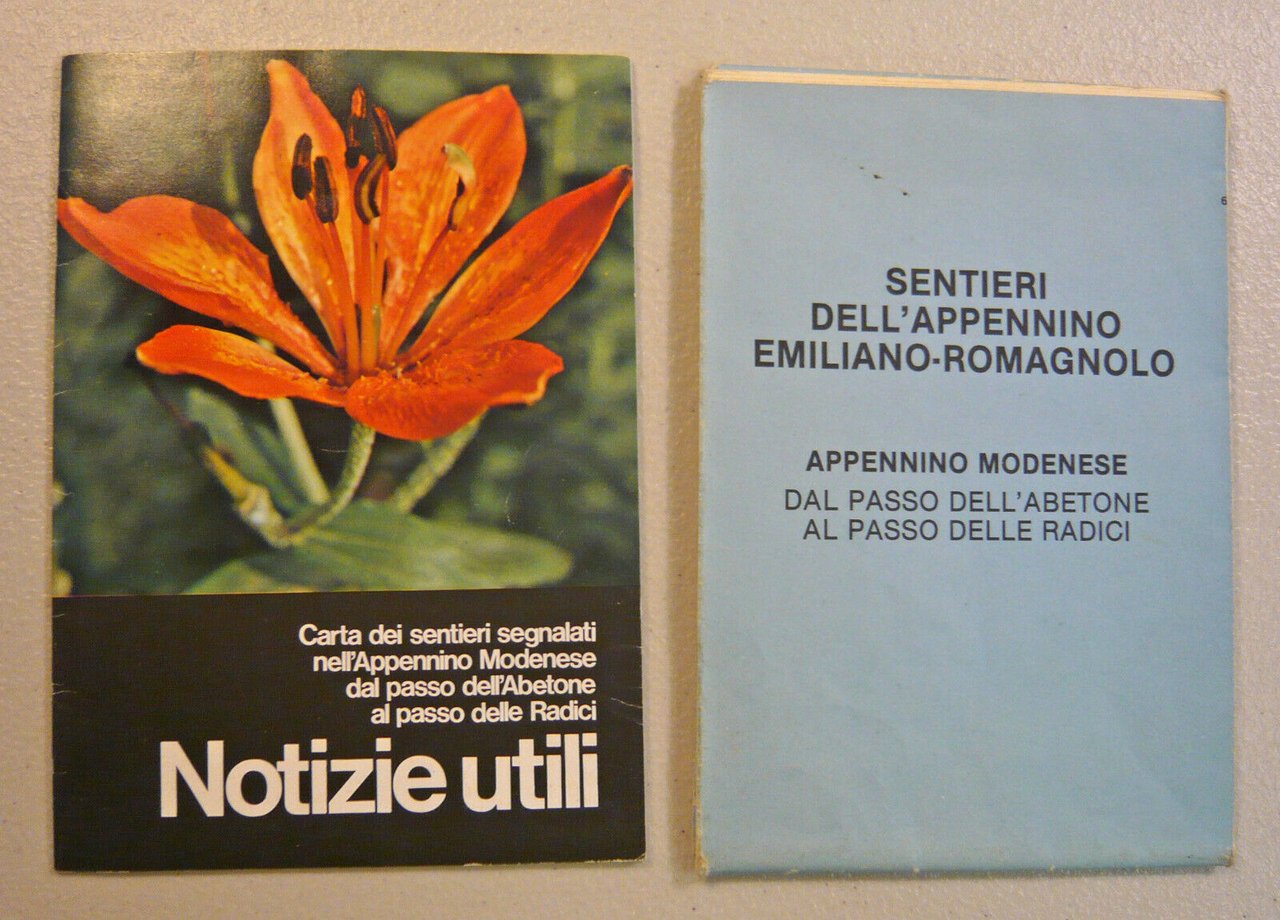 Carta dei sentieri segnalati
nell'Appennino Modenese
dal passo dell'Abetone
al passo delle Radici
Notizie utili
6
SENTIERI
DELL'APPENNINO
EMILIANO-ROMAGNOLO
APPENNINO MODENESE
DAL PASSO DELL'ABETONE
AL PASSO DELLE RADICI